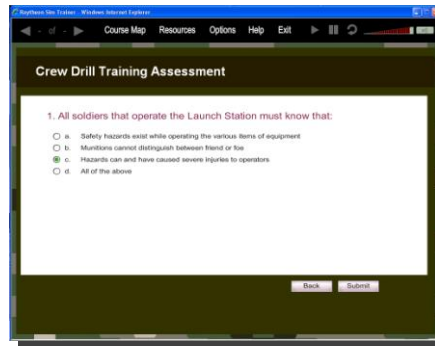 Raytheon Sim Trainer - Windows Internet Explorer
- of -
Course Map Resources Options Help Exit
Crew Drill Training Assessment
1. All soldiers that operate the Launch Station must know that:
a. Safety hazards exist while operating the various items of equipment
b. Munitions cannot distinguish between friend or foe
c. Hazards can and have caused severe injuries to operators
d. All of the above
Back Submit